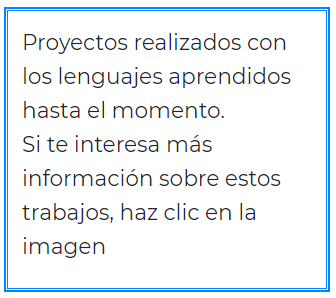 Proyectos realizados con
los lenguajes aprendidos
hasta el momento.
Si te interesa más
información sobre estos
trabajos, haz clic en la
imagen